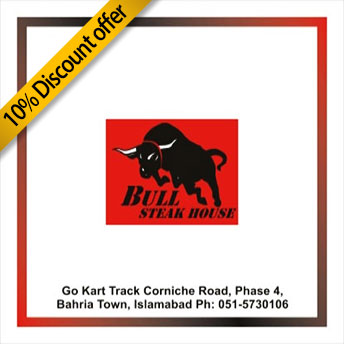 10% Discount offer
BULL
STEAK HOUSE
Go Kart Track Corniche Road, Phase 4,
Bahria Town, Islamabad Ph: 051-5730106